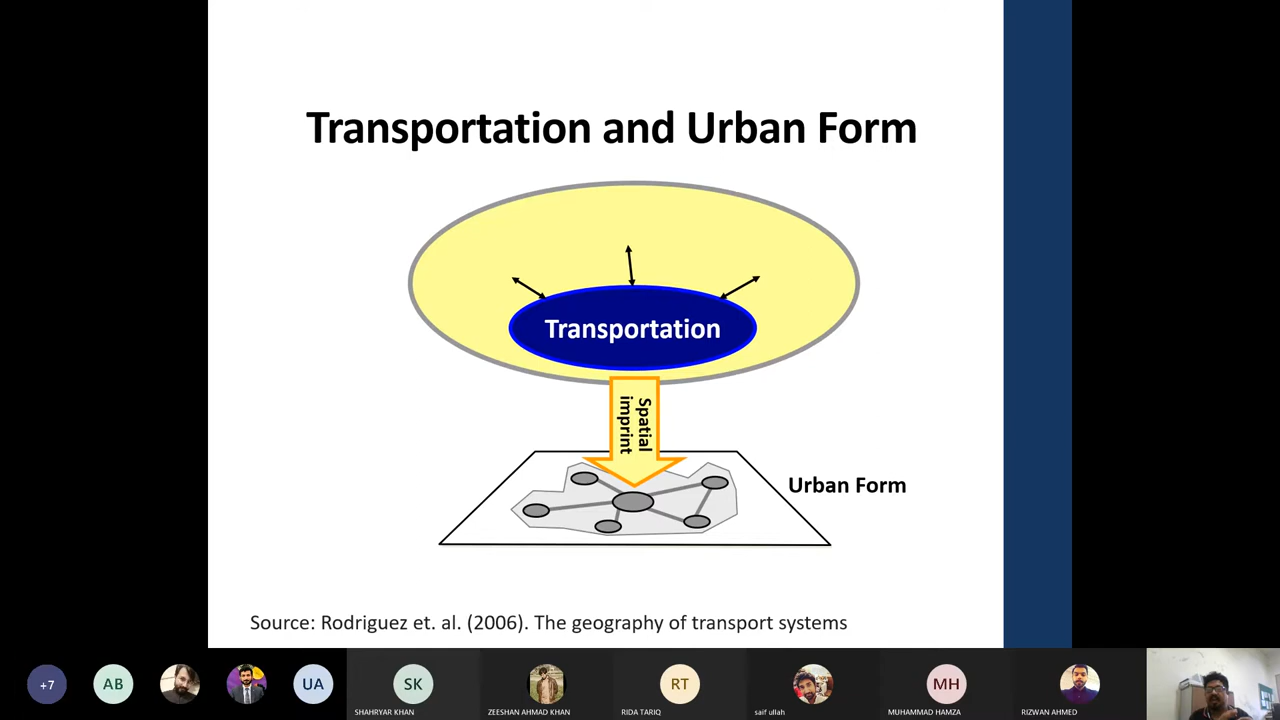 Transportation and Urban Form
Transportation
Spatial
imprint
Urban Form
Source: Rodriguez et. al. (2006). The geography of transport systems
+7
AB
UA
SK
RT
MH
SHAHRYAR KHAN
ZEESHAN AHMAD KHAN
RIDA TARIQ
saif ullah
MUHAMMAD HAMZA
RIZWAN AHMED